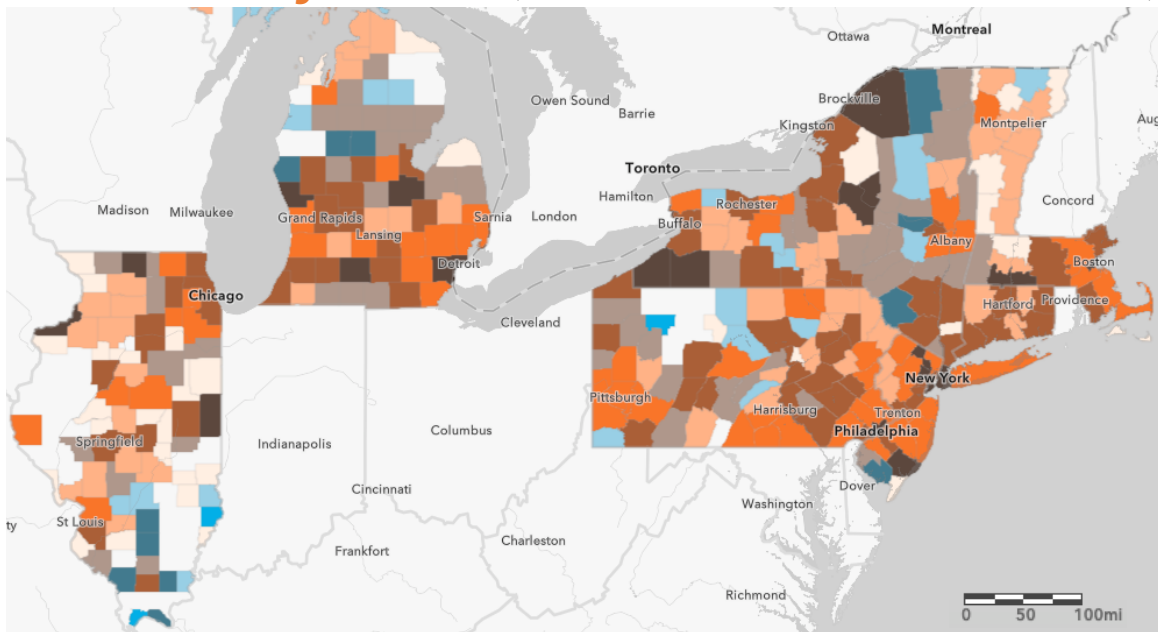 Ottawa
Montreal
Owen Sound
Barrie
Brockville
Kingston
Montpelier
Toronto
Hamilton
Madison
Milwaukee
Grand Rapids
Lansing
Sarnia
London
Rochester
Buffalo
Concord
Albany
Boston
Detroit
Chicago
Cleveland
Hartford
Providence
New York
Pittsburgh
Harrisburg
Trenton
Philadelphia
Springfield
Indianapolis
Columbus
Dover
Cincinnati
Washington
St Louis
ty
Charleston
Frankfort
Richmond
Aug
0 50 100mi